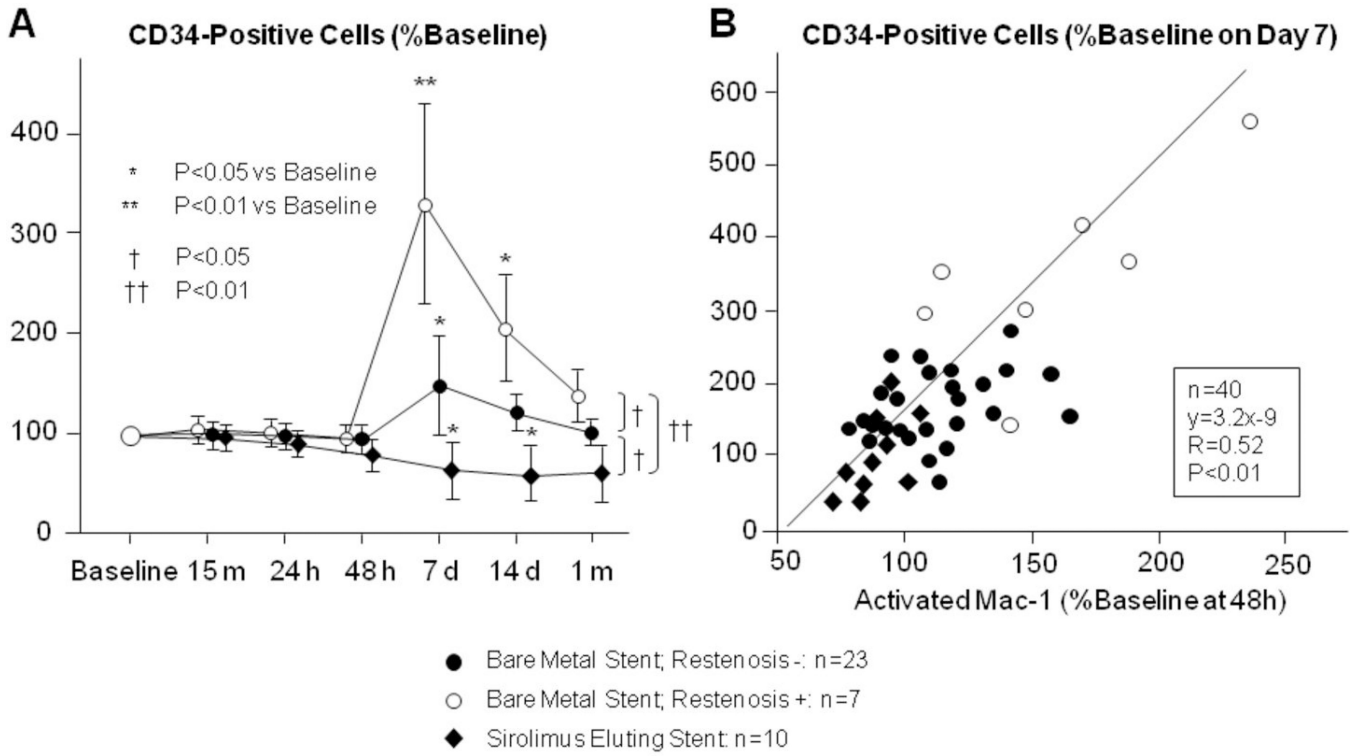 A
CD34-Positive Cells (%Baseline)
400
300
200
100
0
**
*
*
*
*
* P<0.05 vs Baseline
** P<0.01 vs Baseline
† P<0.05
†† P<0.01
†
†
††
Baseline 15 m 24 h 48 h 7 d 14 d 1 m
B
CD34-Positive Cells (%Baseline on Day 7)
600
500
400
300
200
100
0
n=40
y=3.2x-9
R=0.52
P<0.01
50 100 150 200 250
Activated Mac-1 (%Baseline at 48h)
Bare Metal Stent; Restenosis -: n=23
Bare Metal Stent; Restenosis +: n=7
Sirolimus Eluting Stent: n=10